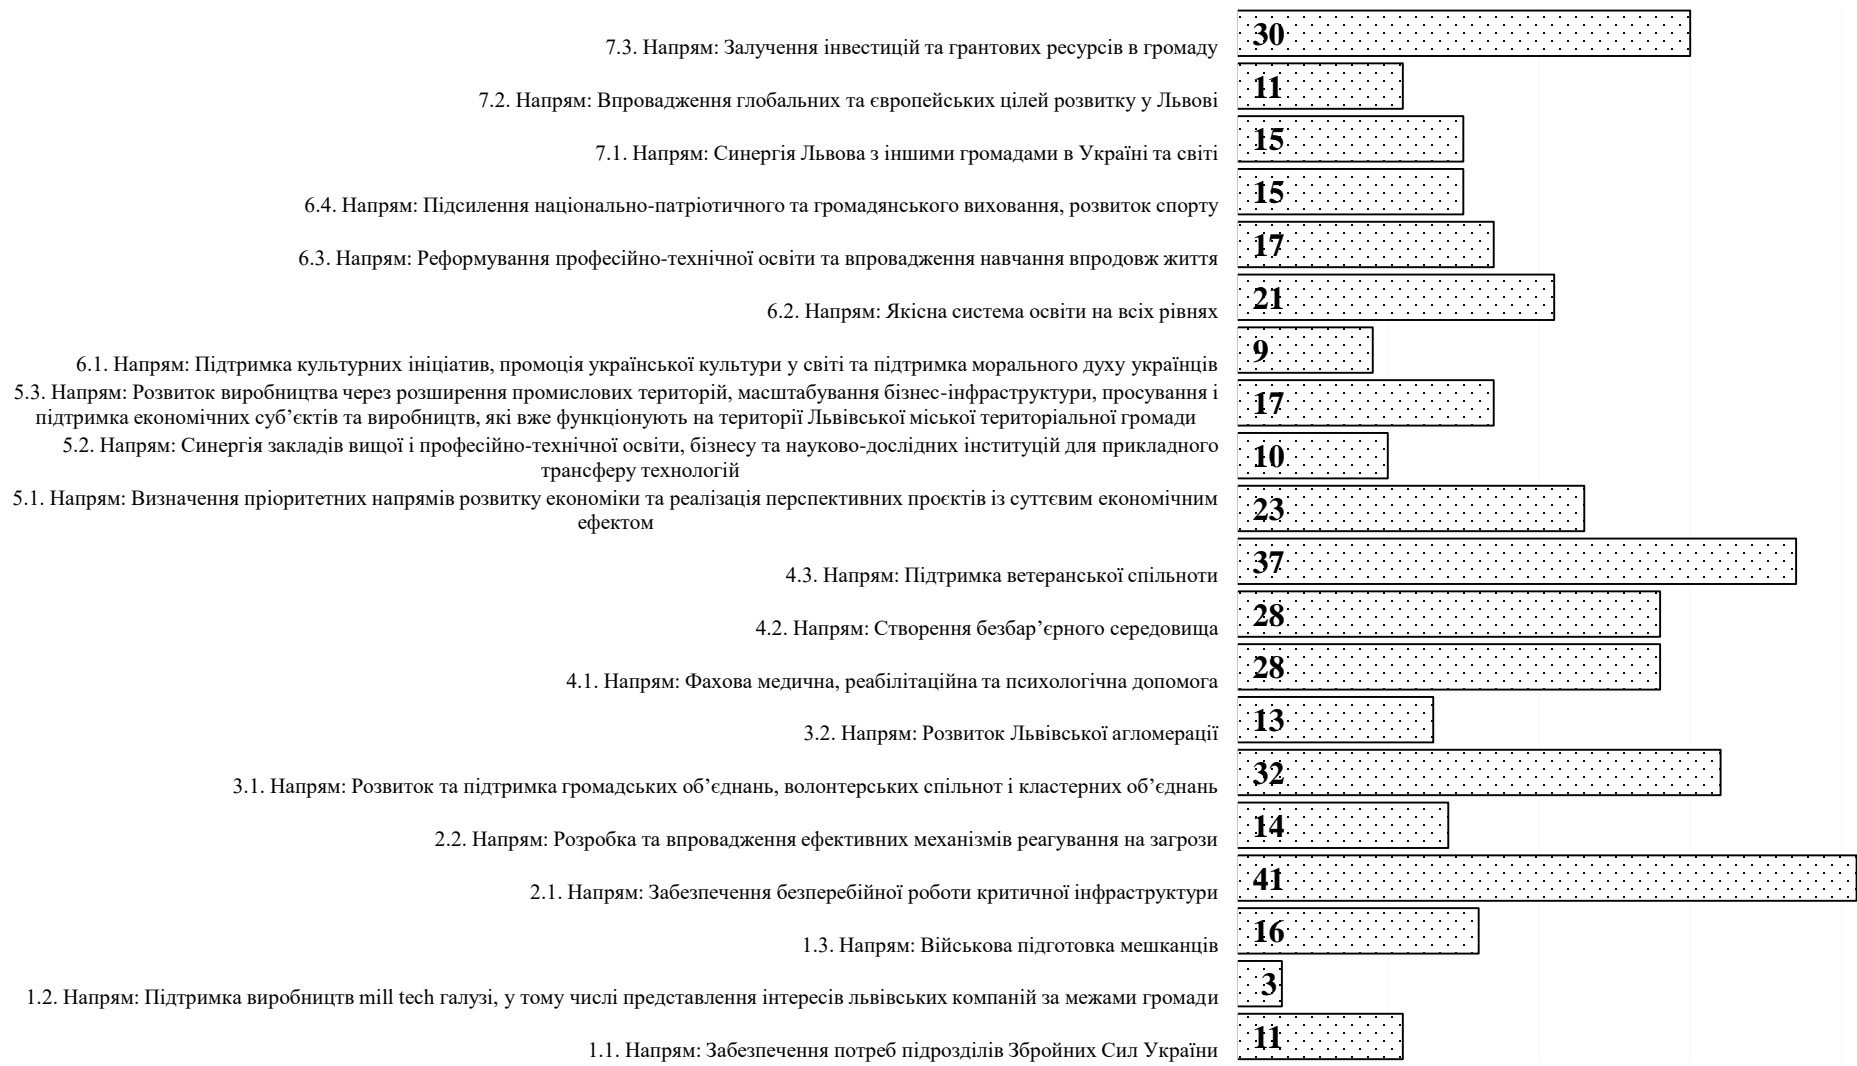 7.3. Напрям: Залучення інвестицій та грантових ресурсів в громаду
30
7.2. Напрям: Впровадження глобальних та європейських цілей розвитку у Львові
11
7.1. Напрям: Синергія Львова з іншими громадами в Україні та світі
15
6.4. Напрям: Підсилення національно-патріотичного та громадянського виховання, розвиток спорту
15
6.3. Напрям: Реформування професійно-технічної освіти та впровадження навчання впродовж життя
17
6.2. Напрям: Якісна система освіти на всіх рівнях
21
6.1. Напрям: Підтримка культурних ініціатив, промоція української культури у світі та підтримка морального духу українців
9
5.3. Напрям: Розвиток виробництва через розширення промислових територій, масштабування бізнес-інфраструктури, просування і
підтримка економічних суб’єктів та виробництв, які вже функціонують на території Львівської міської територіальної громади
17
5.2. Напрям: Синергія закладів вищої і професійно-технічної освіти, бізнесу та науково-дослідних інституцій для прикладного
трансферу технологій
10
5.1. Напрям: Визначення пріоритетних напрямів розвитку економіки та реалізація перспективних проєктів із суттєвим економічним
ефектом
23
4.3. Напрям: Підтримка ветеранської спільноти
37
4.2. Напрям: Створення безбар’єрного середовища
28
4.1. Напрям: Фахова медична, реабілітаційна та психологічна допомога
28
3.2. Напрям: Розвиток Львівської агломерації
13
3.1. Напрям: Розвиток та підтримка громадських об’єднань, волонтерських спільнот і кластерних об’єднань
32
2.2. Напрям: Розробка та впровадження ефективних механізмів реагування на загрози
14
2.1. Напрям: Забезпечення безперебійної роботи критичної інфраструктури
41
1.3. Напрям: Військова підготовка мешканців
16
1.2. Напрям: Підтримка виробництв mill tech галузі, у тому числі представлення інтересів львівських компаній за межами громади
3
1.1. Напрям: Забезпечення потреб підрозділів Збройних Сил України
11